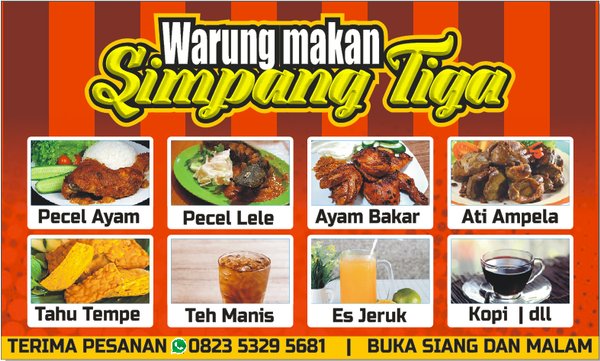 Warung makan
Simpang Tiga
Pecel Ayam
Pecel Lele
Ayam Bakar
Ati Ampela
Tahu Tempe
Teh Manis
Es Jeruk
Kopi | dll
TERIMA PESANAN 0823 5329 5681 | BUKA SIANG DAN MALAM